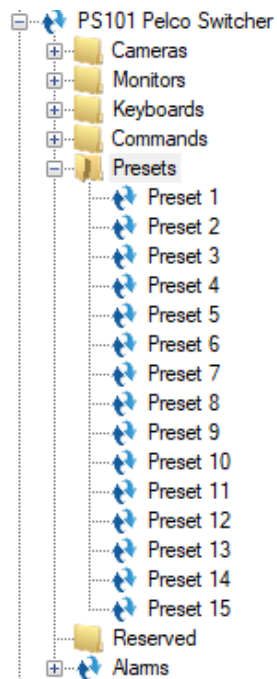 PS101 Pelco Switcher
Cameras
Monitors
Keyboards
Commands
Presets
Preset 1
Preset 2
Preset 3
Preset 4
Preset 5
Preset 6
Preset 7
Preset 8
Preset 9
Preset 10
Preset 11
Preset 12
Preset 13
Preset 14
Preset 15
Reserved
Alarms